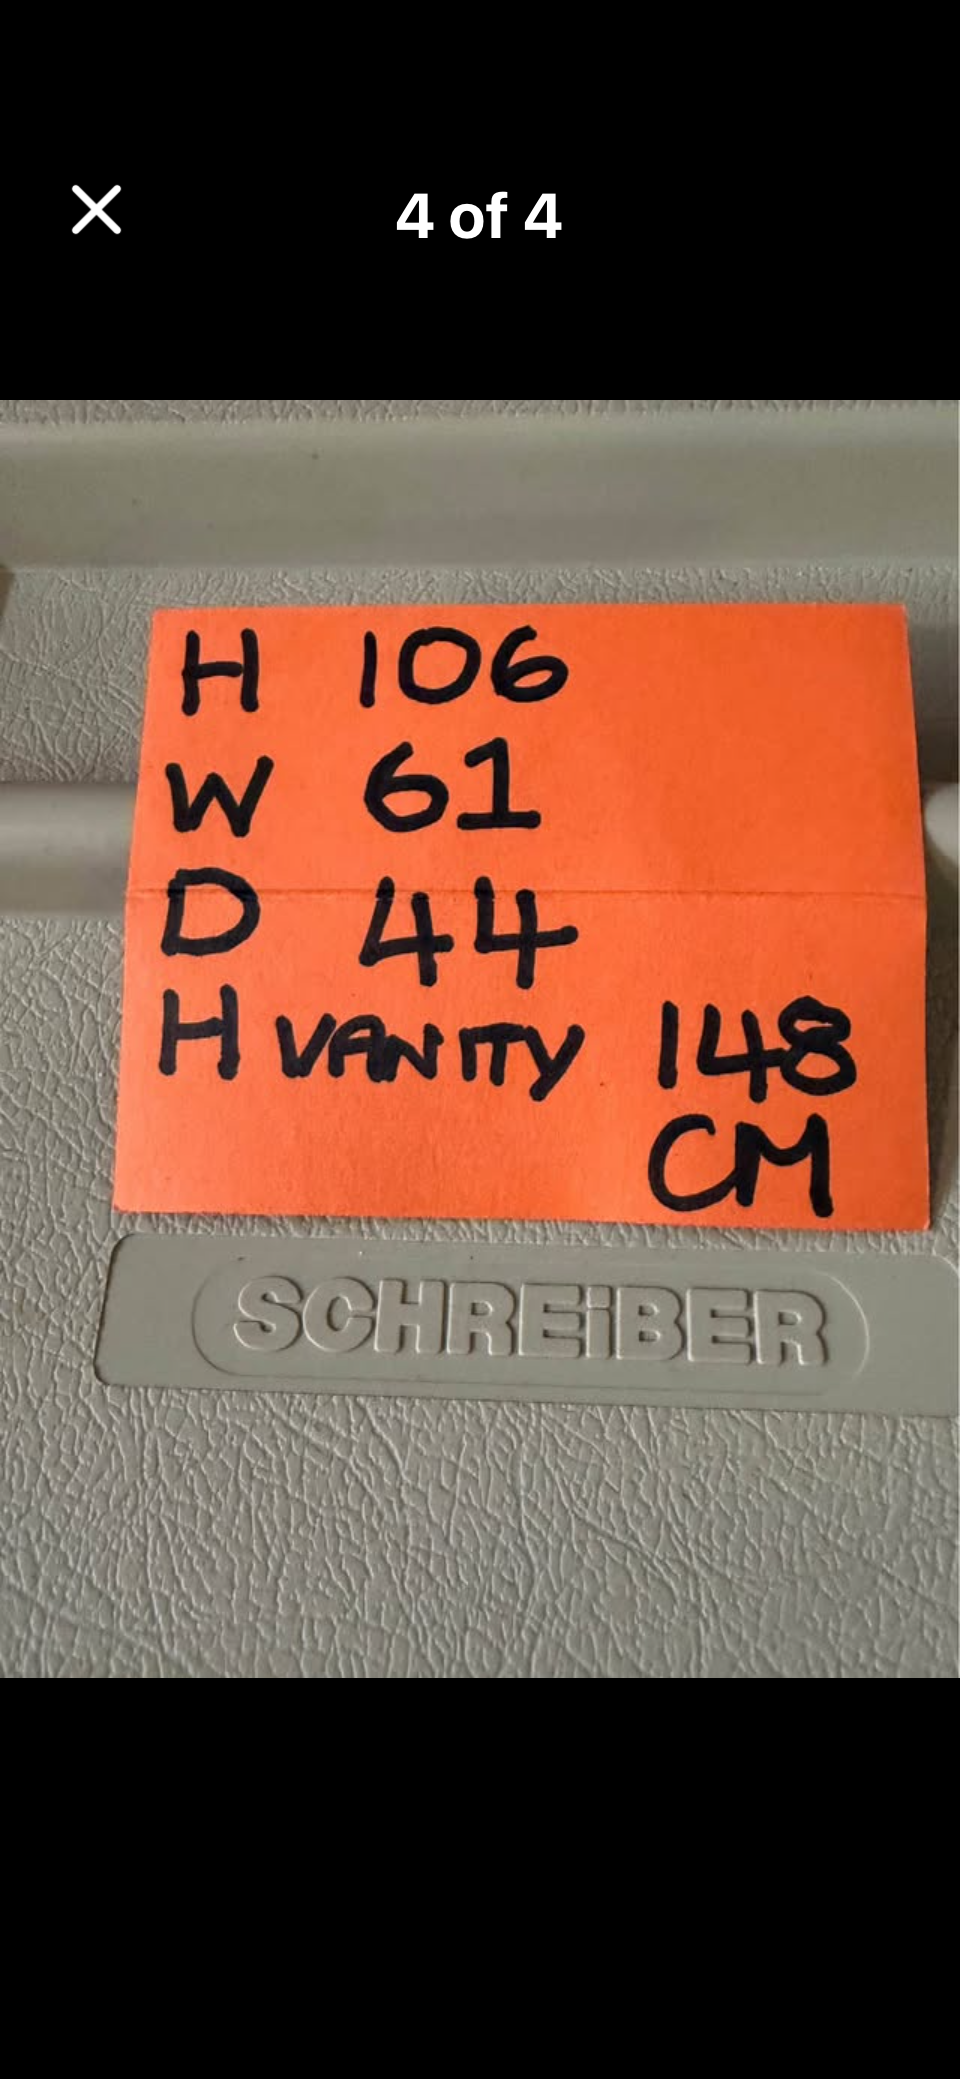 4 of 4
H 106
W 61
D 44
H VANITY 148
CM
SCHREiBER